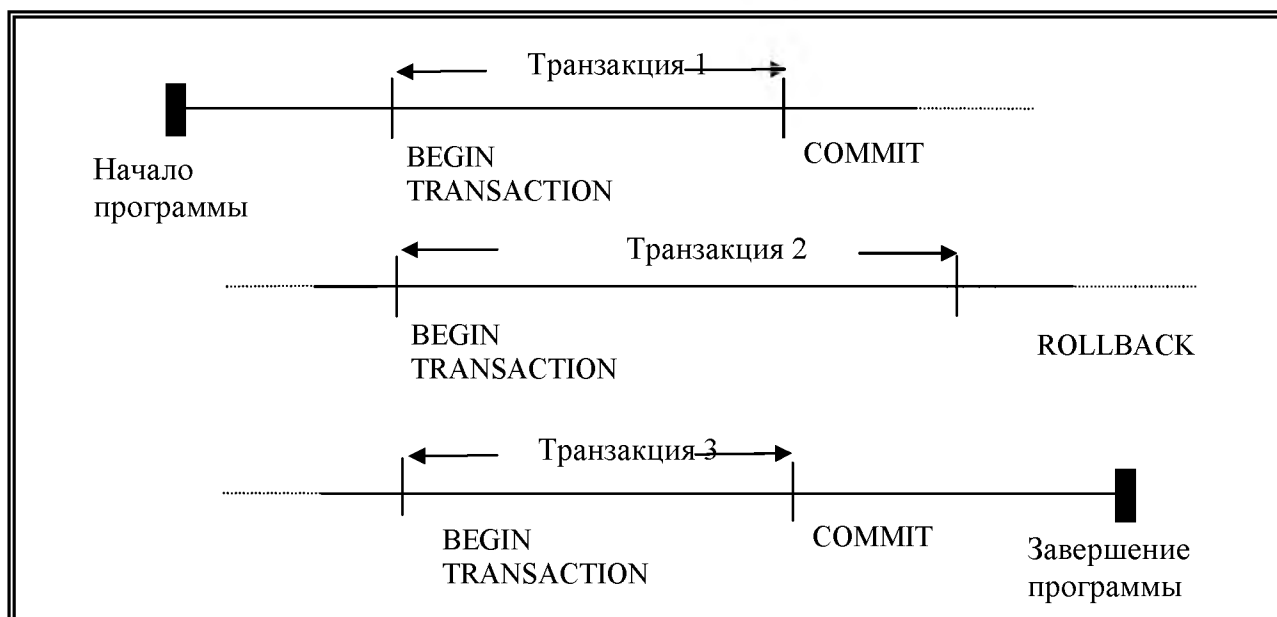 Транзакция 1
Начало
программы
BEGIN
TRANSACTION
COMMIT
Транзакция 2
BEGIN
TRANSACTION
ROLLBACK
Транзакция 3
BEGIN
TRANSACTION
COMMIT
Завершение
программы